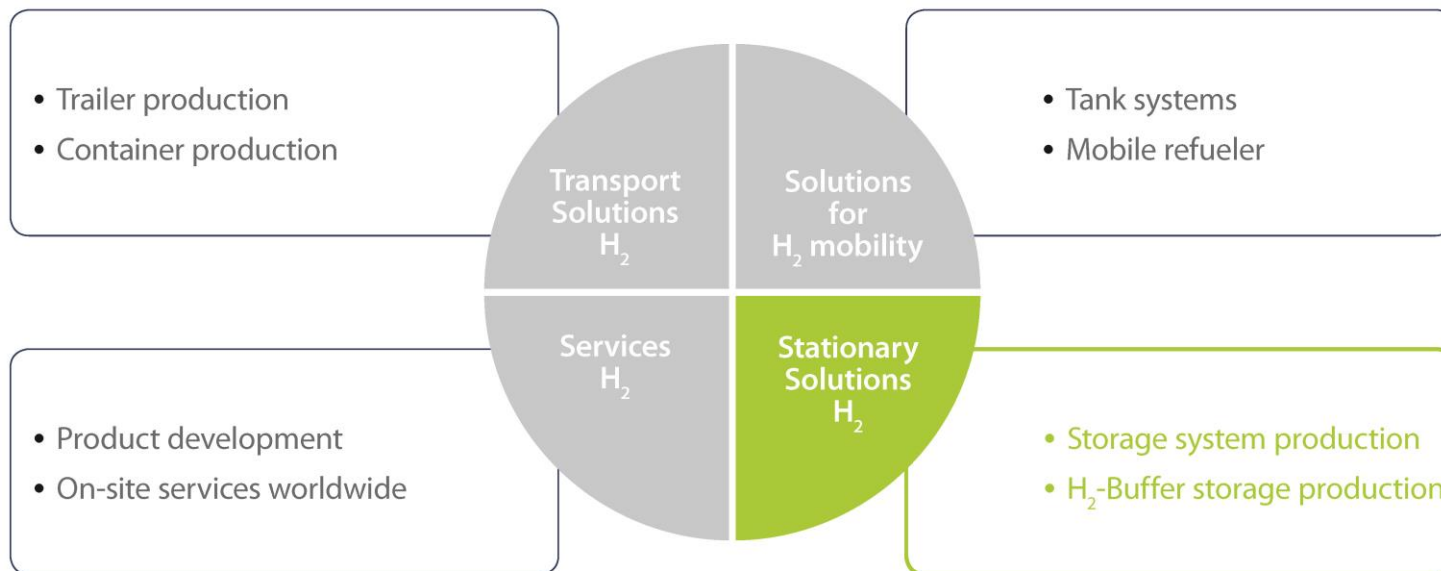 • Trailer production
• Container production
Transport
Solutions
H₂
Solutions
for
H₂ mobility
• Tank systems
• Mobile refueler
• Product development
• On-site services worldwide
Services
H₂
Stationary
Solutions
H₂
• Storage system production
• H₂-Buffer storage production